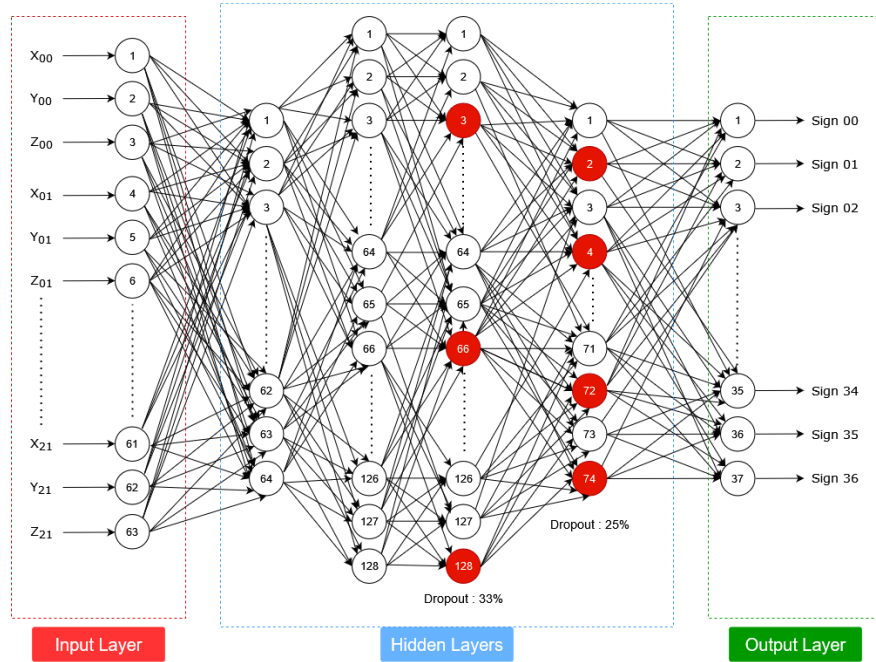 X00
Y00
Z00
X01
Y01
Z01
X21
Y21
Z21
1
2
3
4
5
6
61
62
63
1
2
3
62
63
64
1
2
3
64
65
66
126
127
128
1
2
3
64
65
66
126
127
128
Dropout : 33%
1
2
3
4
71
72
73
74
Dropout : 25%
1
2
3
35
36
37
Sign 00
Sign 01
Sign 02
Sign 34
Sign 35
Sign 36
Input Layer
Hidden Layers
Output Layer